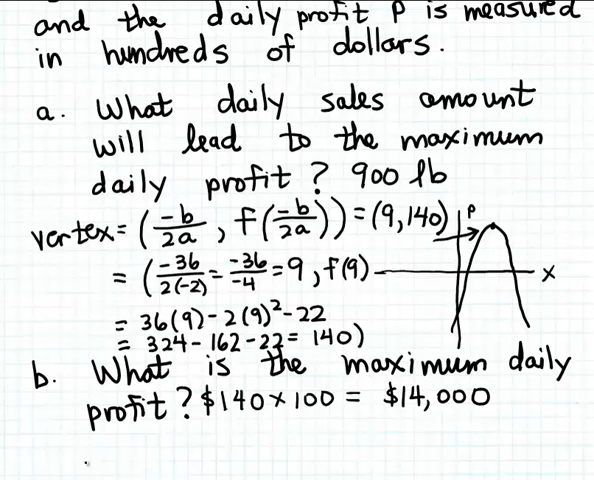 and the daily profit P is measured
in hundreds of dollars.
a. What daily sales amount
will lead to the maximum
daily profit? 900 lb
vertex = (-b/2a, f(-b/2a)) = (9, 140)
P
= (-36/2(-2) = -36/-4 = 9, f(9)
x
= 36(9) - 2(9)² - 22
= 324 - 162 - 22 = 140)
b. What is the maximum daily
profit? $140 × 100 = $14,000